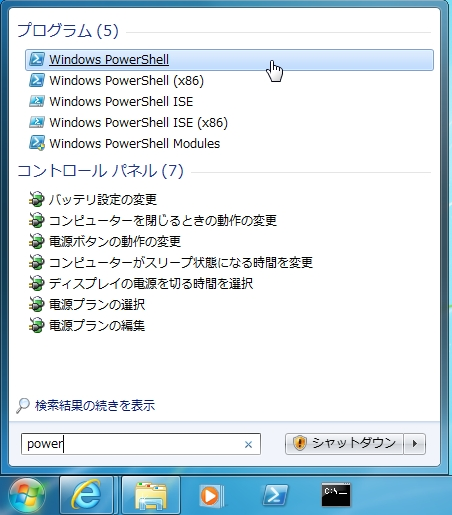 プログラム (5)
Windows PowerShell
Windows PowerShell (x86)
Windows PowerShell ISE
Windows PowerShell ISE (x86)
Windows PowerShell Modules
コントロール パネル (7)
バッテリ設定の変更
コンピューターを閉じるときの動作の変更
電源ボタンの動作の変更
コンピューターがスリープ状態になる時間を変更
ディスプレイの電源を切る時間を選択
電源プランの選択
電源プランの編集
検索結果の続きを表示
power
シャットダウン
C:\_